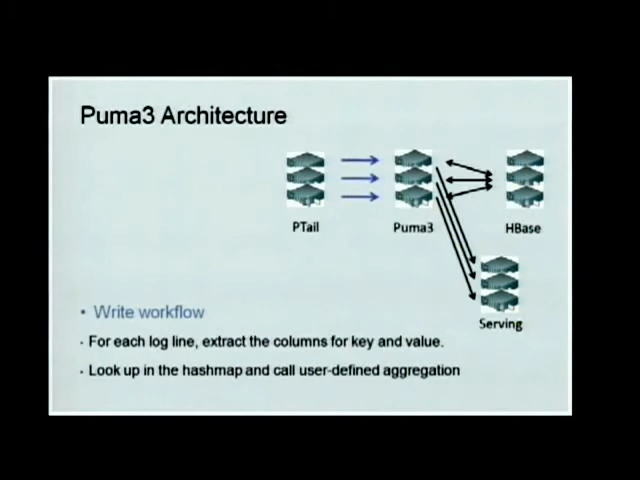 Puma3 Architecture
PTail
Puma3
HBase
Serving
• Write workflow
· For each log line, extract the columns for key and value.
· Look up in the hashmap and call user-defined aggregation